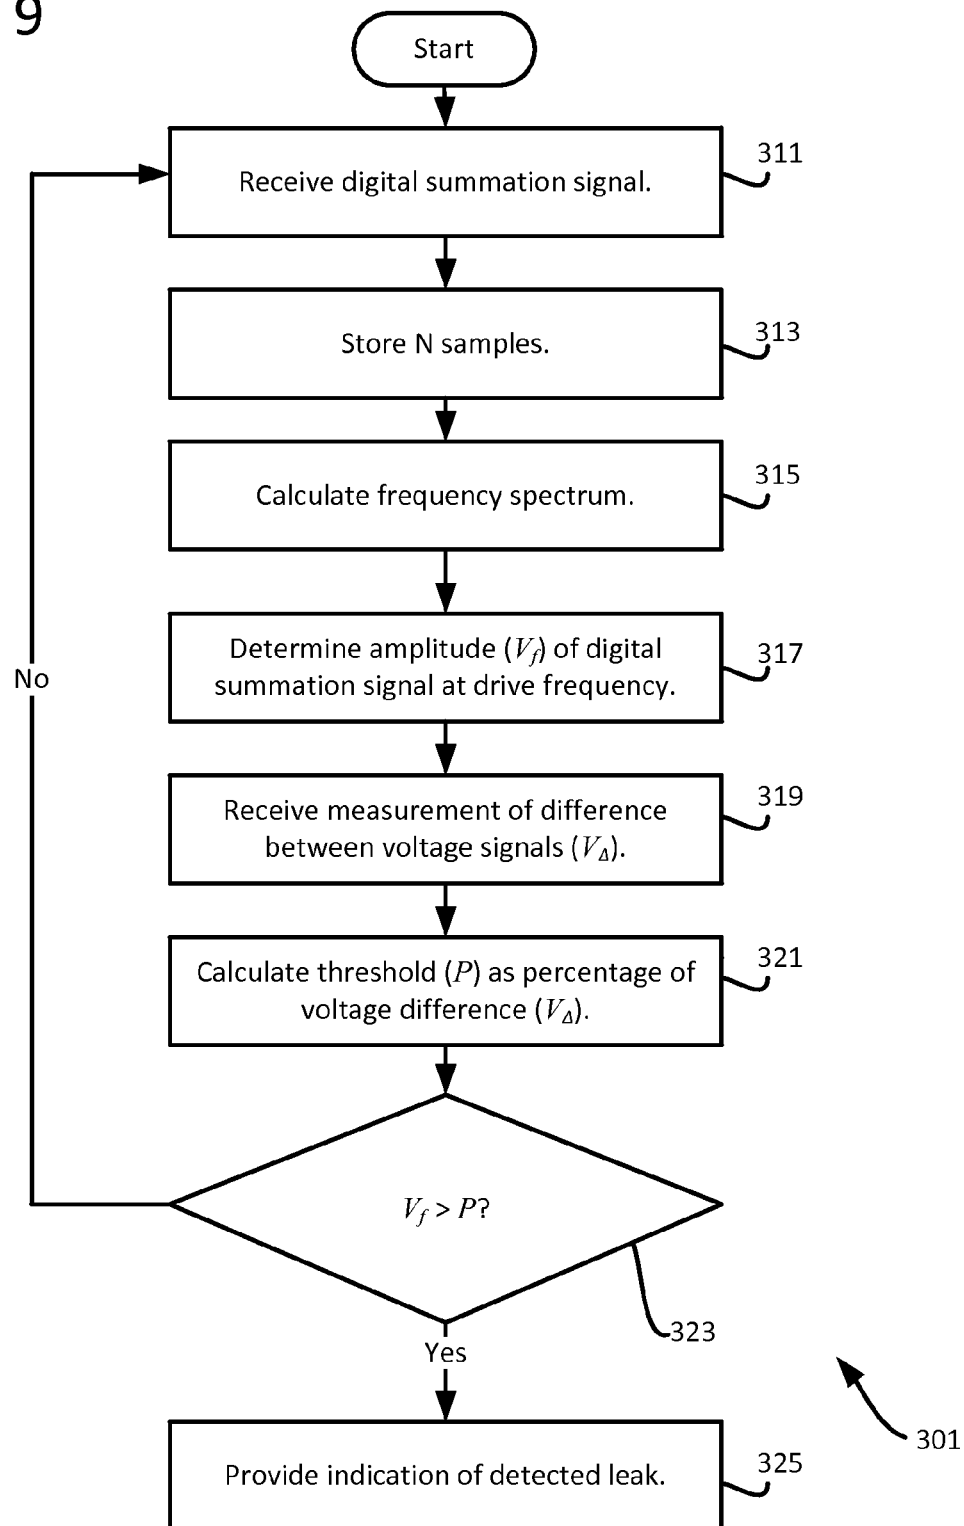 9
Start
311
Receive digital summation signal.
313
Store N samples.
315
Calculate frequency spectrum.
317
Determine amplitude (Vf) of digital
summation signal at drive frequency.
No
319
Receive measurement of difference
between voltage signals (VΔ).
321
Calculate threshold (P) as percentage of
voltage difference (VΔ).
Vf > P?
323
Yes
301
325
Provide indication of detected leak.